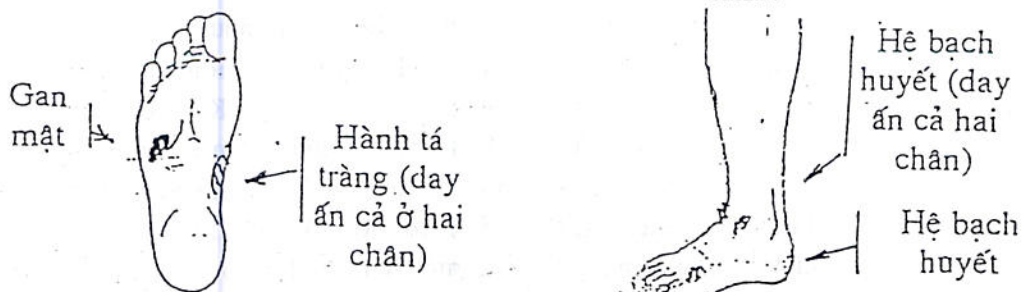 Gan
mật
Hành tá
tràng (day
ấn cả ở hai
chân)
Hệ bạch
huyết (day
ấn cả hai
chân)
Hệ bạch
huyết